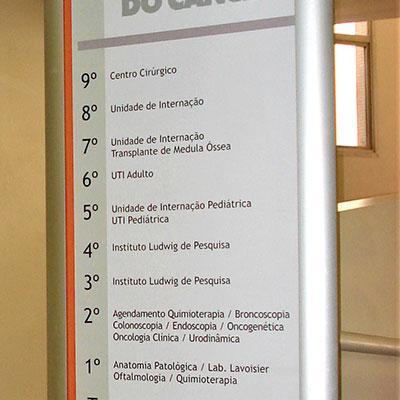 DO CÂNC
9º Centro Cirúrgico
8º Unidade de Internação
7º Unidade de Internação
Transplante de Medula Óssea
6º UTI Adulto
5º Unidade de Internação Pediátrica
UTI Pediátrica
4º Instituto Ludwig de Pesquisa
3º Instituto Ludwig de Pesquisa
2º Agendamento Quimioterapia / Broncoscopia
Colonoscopia / Endoscopia / Oncogenética
Oncologia Clínica / Urodinâmica
1º Anatomia Patológica / Lab. Lavoisier
Oftalmologia / Quimioterapia